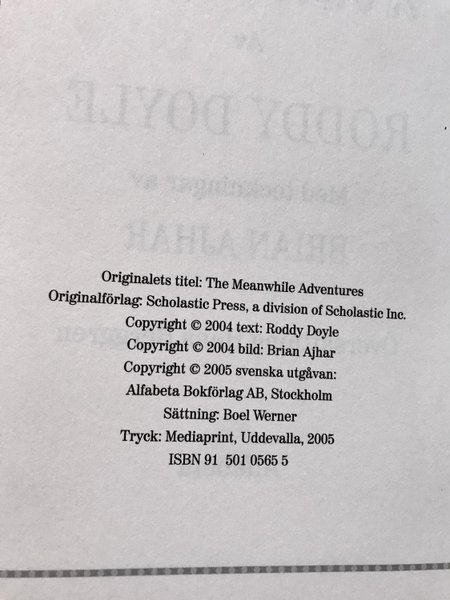 Originalets titel: The Meanwhile Adventures
Originalförlag: Scholastic Press, a division of Scholastic Inc.
Copyright © 2004 text: Roddy Doyle
Copyright © 2004 bild: Brian Ajhar
Copyright © 2005 svenska utgåvan:
Alfabeta Bokförlag AB, Stockholm
Sättning: Boel Werner
Tryck: Mediaprint, Uddevalla, 2005
ISBN 91 501 0565 5